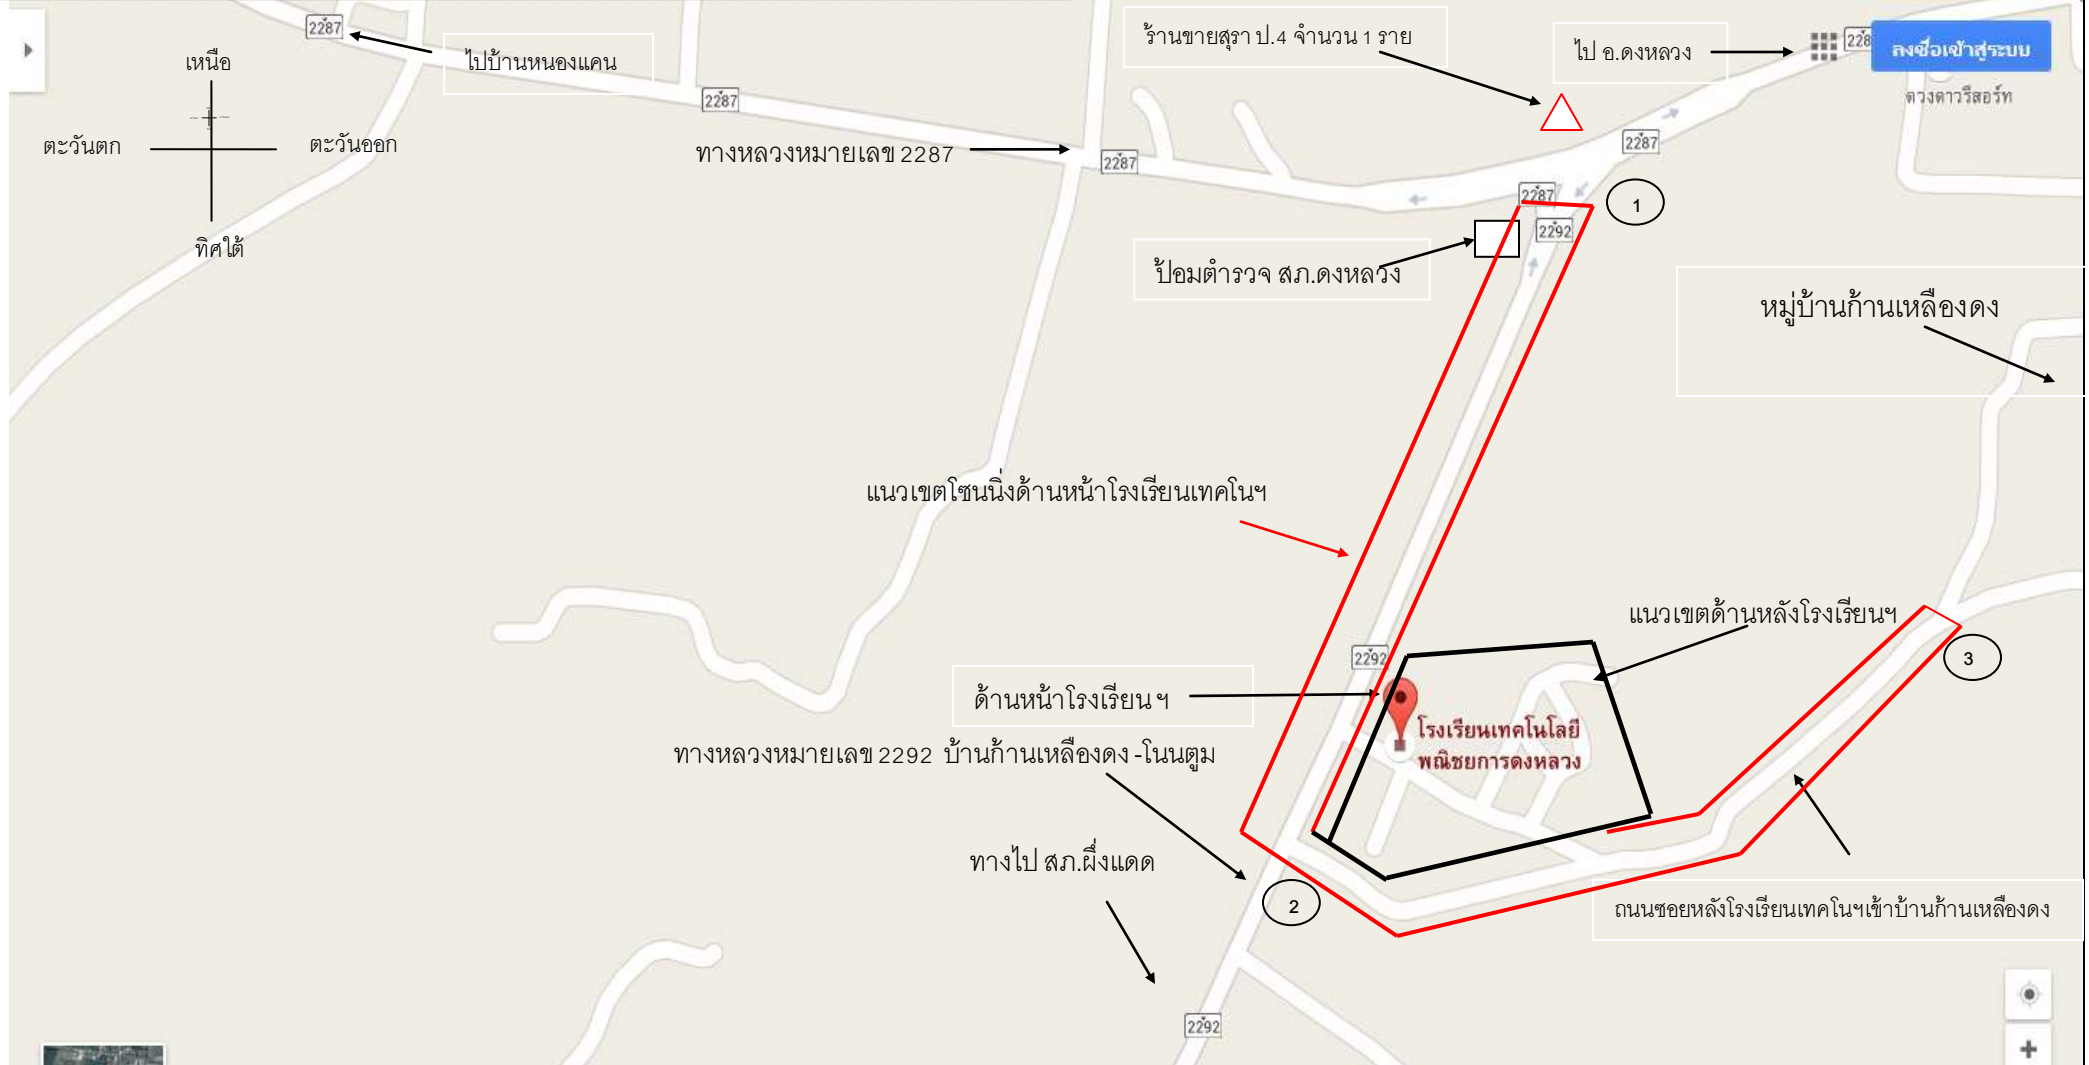 2287
ร้านขายสุรา ป.4 จำนวน 1 ราย
ไป อ.ดงหลวง
228
ลงชื่อเข้าสู่ระบบ
เหนือ
ไปบ้านหนองแคน
ดวงดาวรีสอร์ท
2287
ตะวันตก
ตะวันออก
ทางหลวงหมายเลข 2287
2287
2287
2287
1
2292
ทิศใต้
ป้อมตำรวจ สภ.ดงหลวง
หมู่บ้านก้านเหลืองดง
แนวเขตโซนนิ่งด้านหน้าโรงเรียนเทคโนฯ
แนวเขตด้านหลังโรงเรียนฯ
2292
3
ด้านหน้าโรงเรียน ฯ
โรงเรียนเทคโนโลยี
พณิชยการดงหลวง
ทางหลวงหมายเลข 2292 บ้านก้านเหลืองดง -โนนตูม
ทางไป สภ.ผึ่งแดด
2
ถนนซอยหลังโรงเรียนเทคโนฯเข้าบ้านก้านเหลืองดง
2292